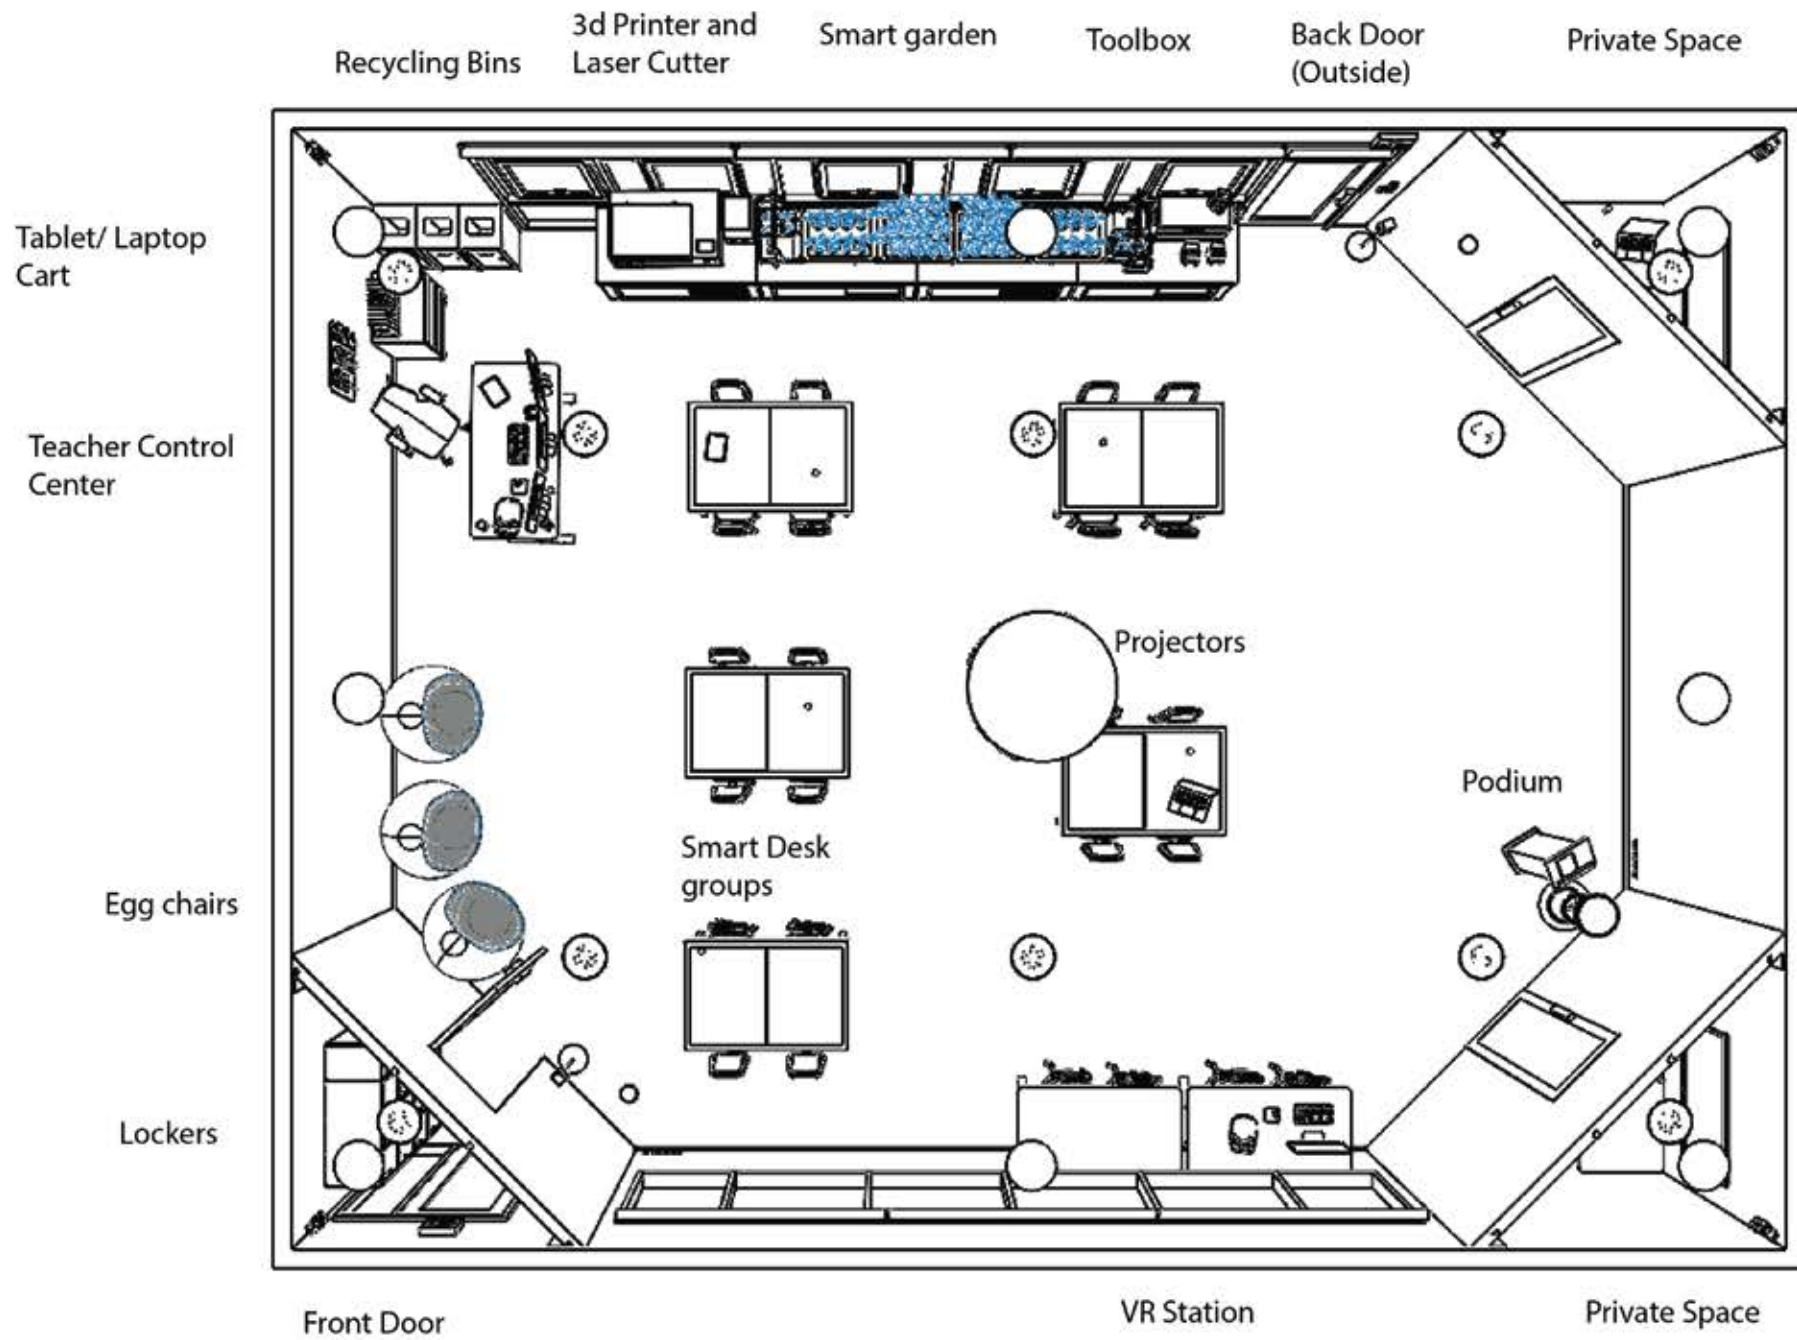 3d Printer and
Laser Cutter
Recycling Bins
Smart garden
Toolbox
Back Door
(Outside)
Private Space
Tablet/ Laptop
Cart
Teacher Control
Center
Projectors
Podium
Smart Desk
groups
Egg chairs
Lockers
Front Door
VR Station
Private Space